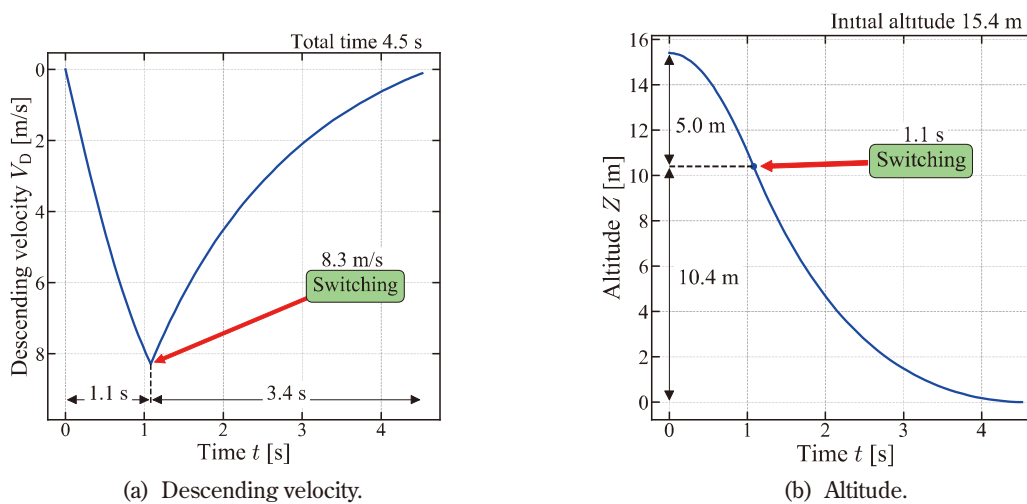 Total time 4.5 s
0
2
4
6
8
Descending velocity V_D [m/s]
8.3 m/s
Switching
1.1 s
3.4 s
0
1
2
3
4
Time t [s]
(a) Descending velocity.
Initial altitude 15.4 m
16
14
12
10
8
6
4
2
0
Altitude Z [m]
5.0 m
10.4 m
1.1 s
Switching
0
1
2
3
4
Time t [s]
(b) Altitude.